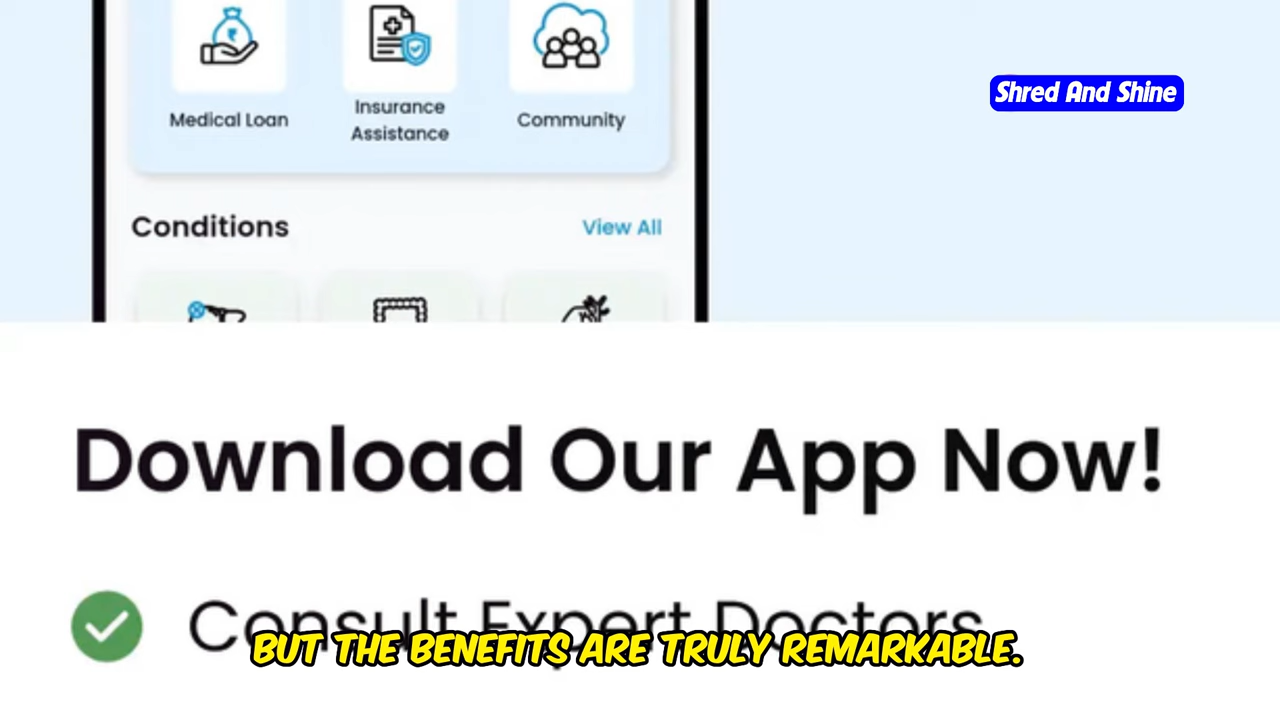 Shred And Shine
Medical Loan
Insurance
Assistance
Community
Conditions
View All
Download Our App Now!
Consult Expert Doctors
BUT THE BENEFITS ARE TRULY REMARKABLE.